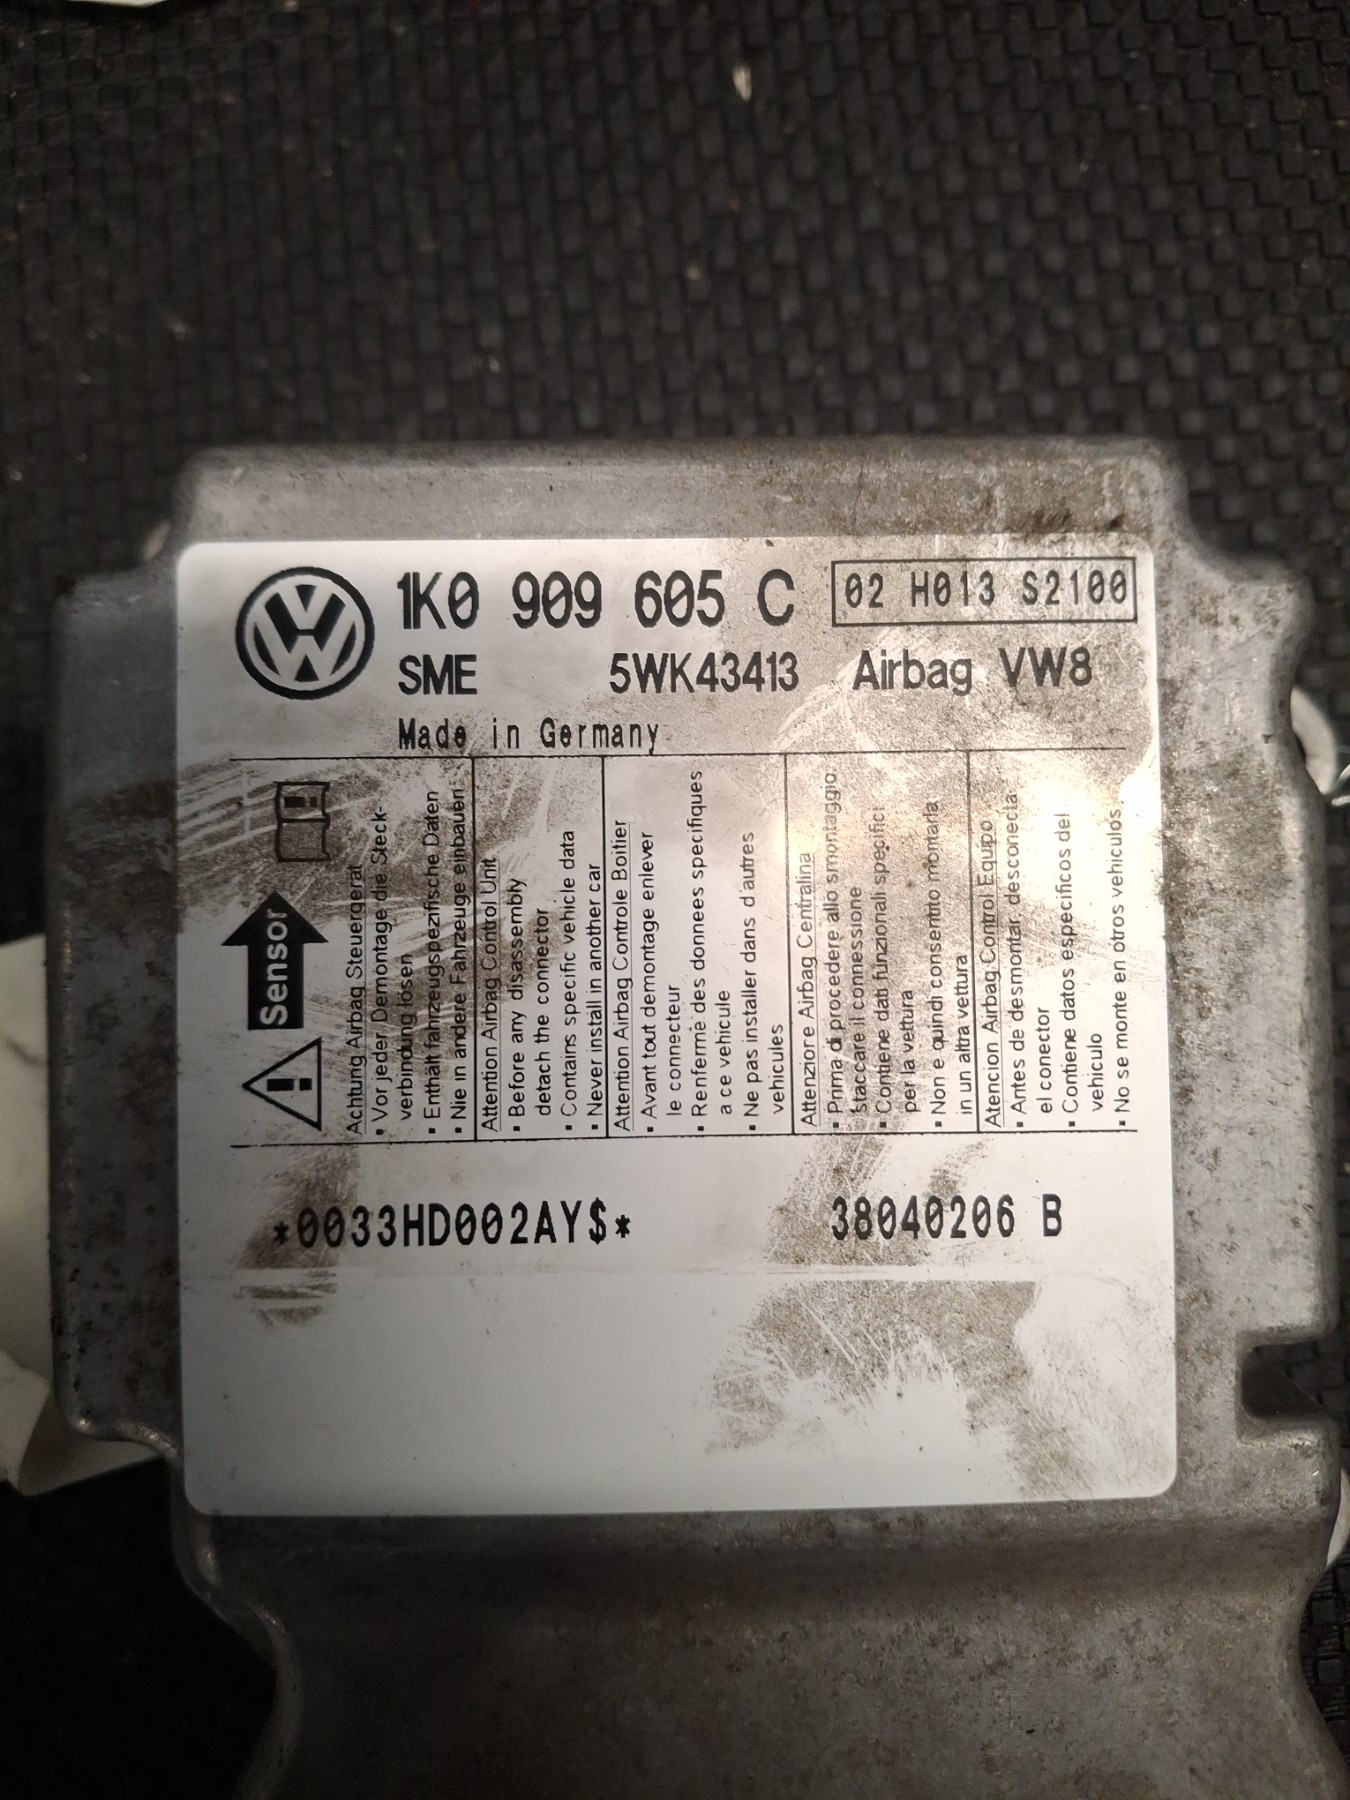 1K0 909 605 C
02 H013 S2100
SME 5WK43413 Airbag VW8
Made in Germany
Sensor
Achtung Airbag Steuergerät
• Vor jeder Demontage die Steck-
verbindung lösen
• Enthält fahrzeugspezifische Daten
• Nie in andere Fahrzeuge einbauen
Attention Airbag Control Unit
• Before any disassembly
detach the connector
• Contains specific vehicle data
• Never install in another car
Attention Airbag Controle Boitier
• Avant tout demontage enlever
le connecteur
• Renferme des donnees specifiques
a ce vehicule
• Ne pas installer dans d'autres
vehicules
Attenzione Airbag Centralina
• Prima di procedere allo smontaggio
staccare il connessione
• Contiene dati funzionali specifici
per la vettura
• Non e quindi consentito montarla
in un altra vettura
Atencion Airbag Control Equipo
• Antes de desmontar, desconecta
el conector
• Contiene datos especificos del
vehiculo
• No se monte en otros vehiculos
*0033HD002AY$* 38040206 B